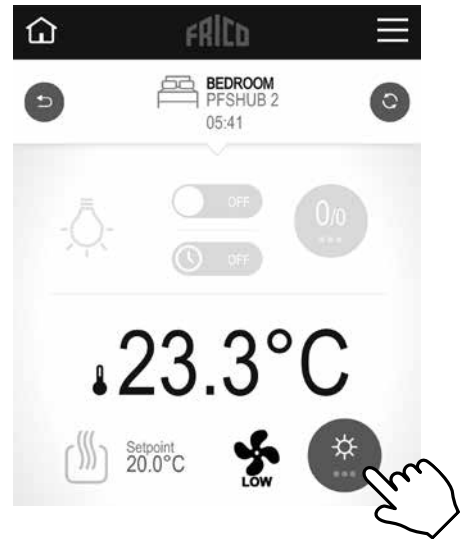 FRICO
BEDROOM
PFSHUB 2
05:41
OFF
0/0
OFF
23.3°C
Setpoint
20.0°C
LOW